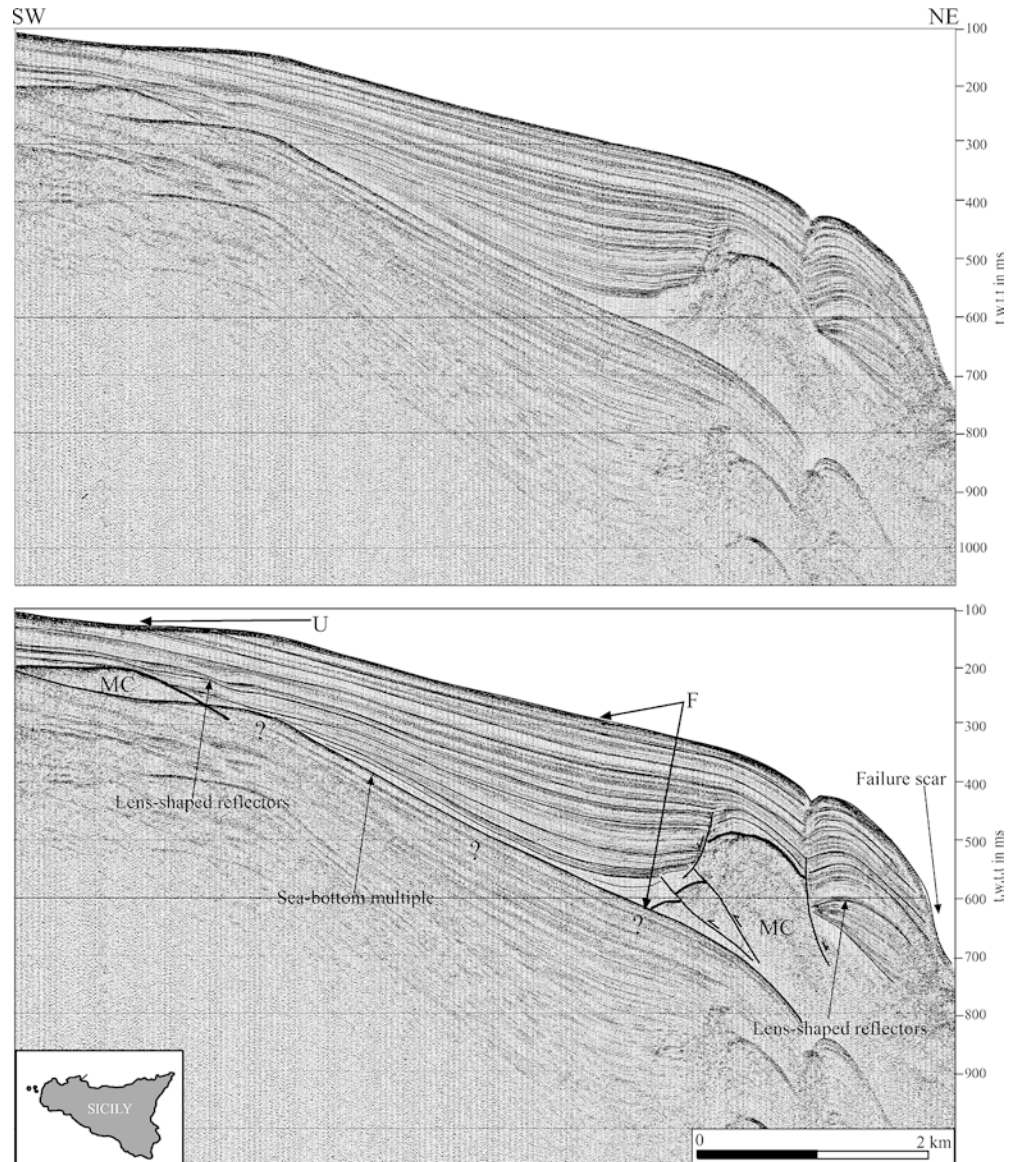 SW NE
100
200
300
400
500
t w t t in ms
600
700
800
900
1000
U
100
200
MC
F
?
300
Lens-shaped reflectors
400
Failure scar
?
500
t.w.t.t in ms
Sea-bottom multiple
600
?
MC
700
Lens-shaped reflectors
800
900
SICILY
0 2 km